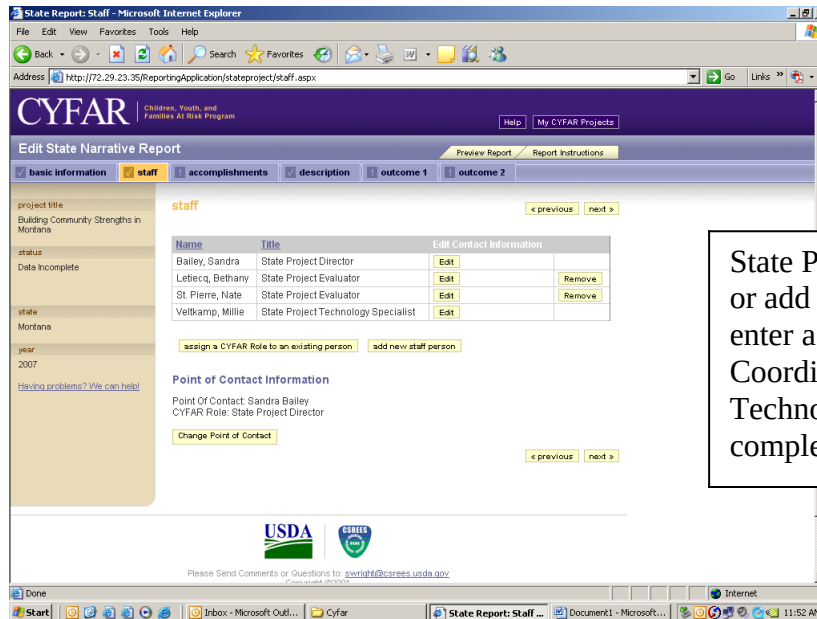 State Report: Staff - Microsoft Internet Explorer
File Edit View Favorites Tools Help
Back Search Favorites
Address http://72.29.23.35/ReportingApplication/stateproject/staff.aspx Go Links »
CYFAR Children, Youth, and
Families At Risk Program
Help My CYFAR Projects
Edit State Narrative Report
Preview Report Report Instructions
basic information staff accomplishments description outcome 1 outcome 2
project title
Building Community Strengths in
Montana
status
Data Incomplete
state
Montana
year
2007
Having problems? We can help!
staff
« previous next »
Name Title Edit Contact Information
Bailey, Sandra State Project Director Edit
Letiecq, Bethany State Project Evaluator Edit Remove
St. Pierre, Nate State Project Evaluator Edit Remove
Veltkamp, Millie State Project Technology Specialist Edit
assign a CYFAR Role to an existing person add new staff person
Point of Contact Information
Point Of Contact: Sandra Bailey
CYFAR Role: State Project Director
Change Point of Contact
« previous next »
State P
or add
enter a
Coordi
Techno
comple
USDA CSREES
Please Send Comments or Questions to: swright@csrees.usda.gov
Done Internet
Start Inbox - Microsoft Outl... Cyfar State Report: Staff ... Document1 - Microsoft... 11:52 AM